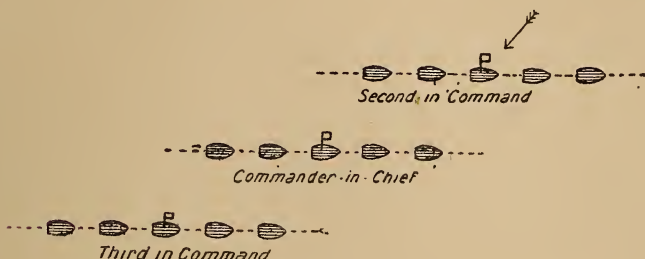 Second in Command
Commander-in-Chief
Third in Command